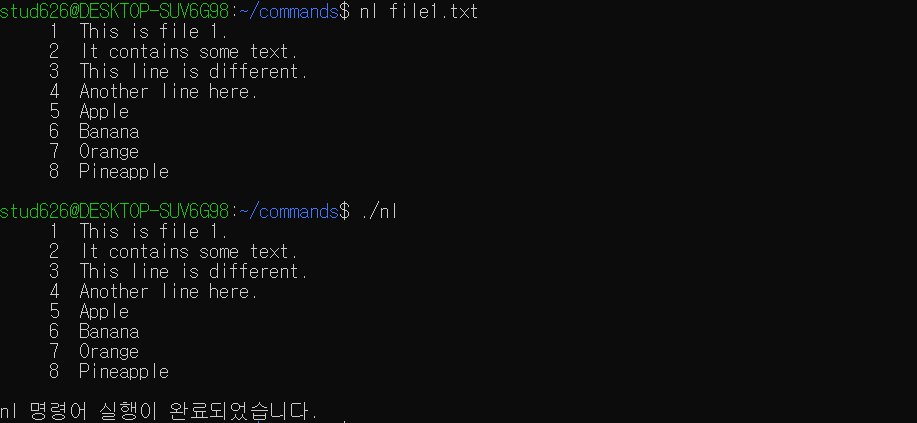 stud626@DESKTOP-SUV6G98:~/commands$ nl file1.txt
     1  This is file 1.
     2  It contains some text.
     3  This line is different.
     4  Another line here.
     5  Apple
     6  Banana
     7  Orange
     8  Pineapple

stud626@DESKTOP-SUV6G98:~/commands$ ./nl
     1  This is file 1.
     2  It contains some text.
     3  This line is different.
     4  Another line here.
     5  Apple
     6  Banana
     7  Orange
     8  Pineapple

nl 명령어 실행이 완료되었습니다.